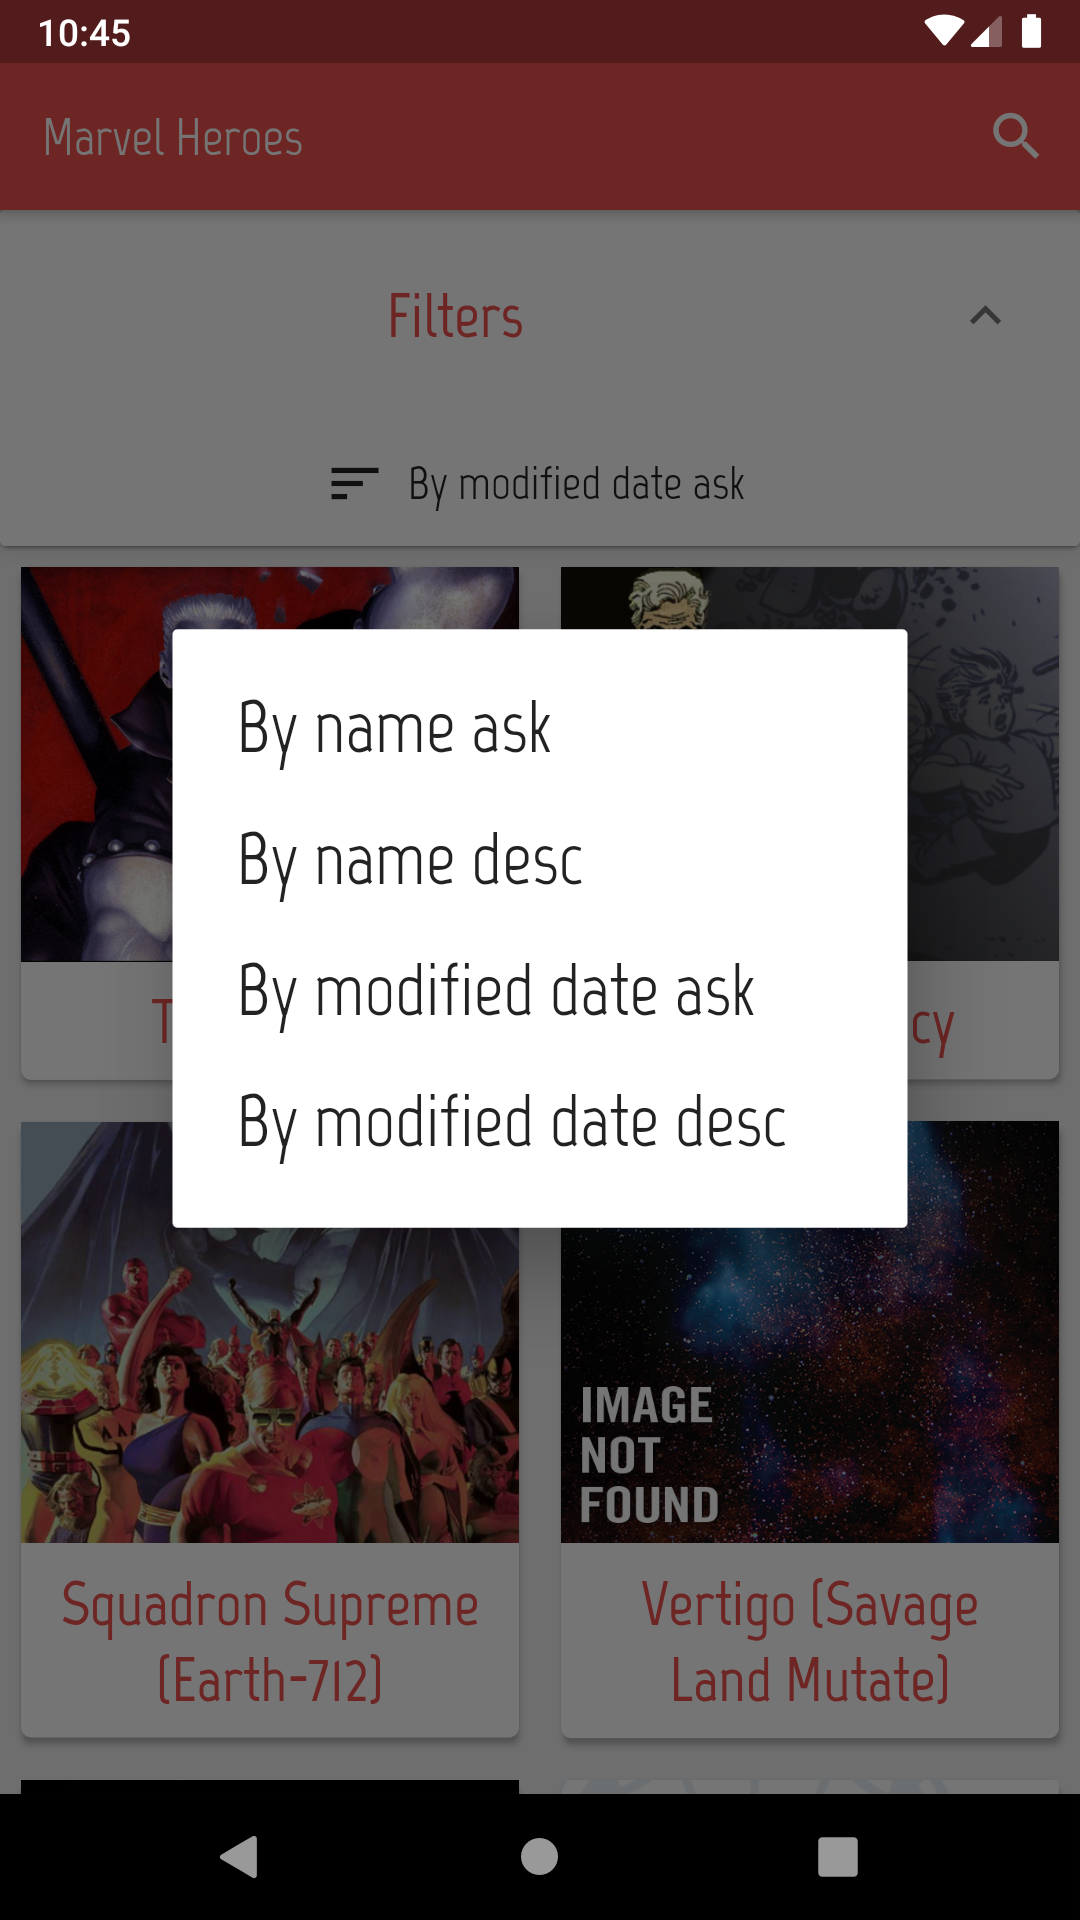 10:45
Marvel Heroes
Filters
By modified date ask
By name ask
By name desc
By modified date ask
By modified date desc
IMAGE
NOT
FOUND
Squadron Supreme
(Earth-712)
Vertigo (Savage
Land Mutate)